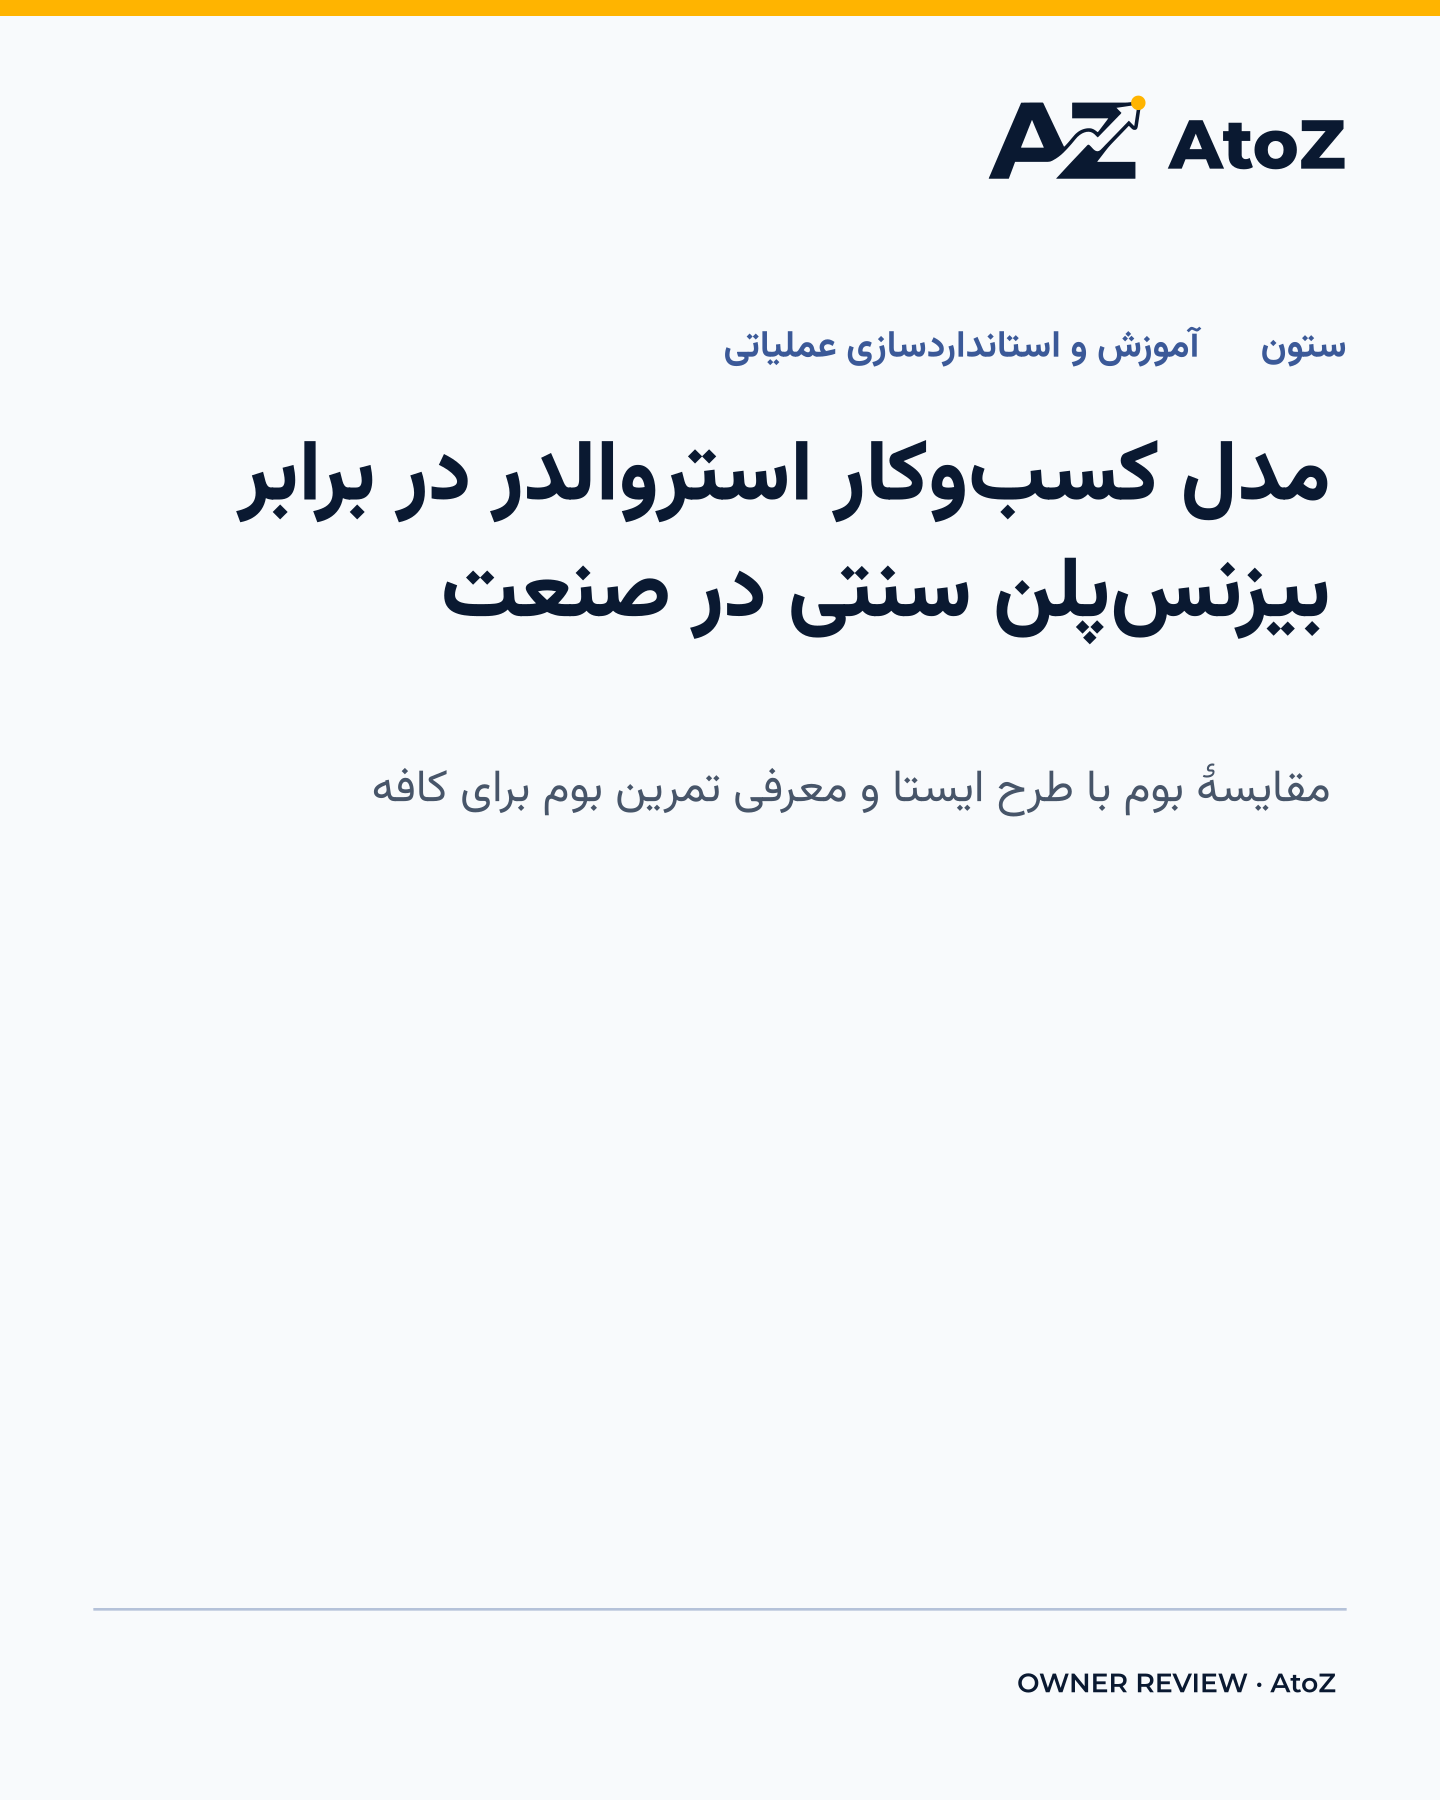 AZ AtoZ
ستون آموزش و استانداردسازی عملیاتی
مدل کسب‌وکار استروالدر در برابر
بیزنس‌پلن سنتی در صنعت
مقایسهٔ بوم با طرح ایستا و معرفی تمرین بوم برای کافه
OWNER REVIEW · AtoZ